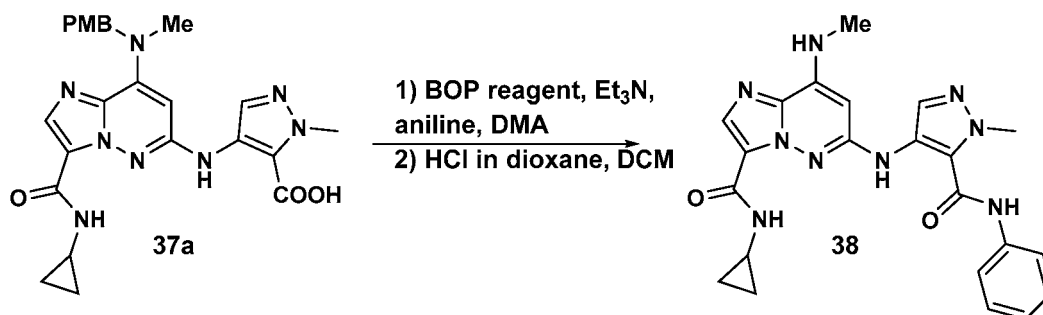 PMB N Me
N N N
N N N H N
O NH COOH
37a
1) BOP reagent, Et₃N,
aniline, DMA
2) HCl in dioxane, DCM
HN Me
N N N
N N N H N
O NH O NH
38